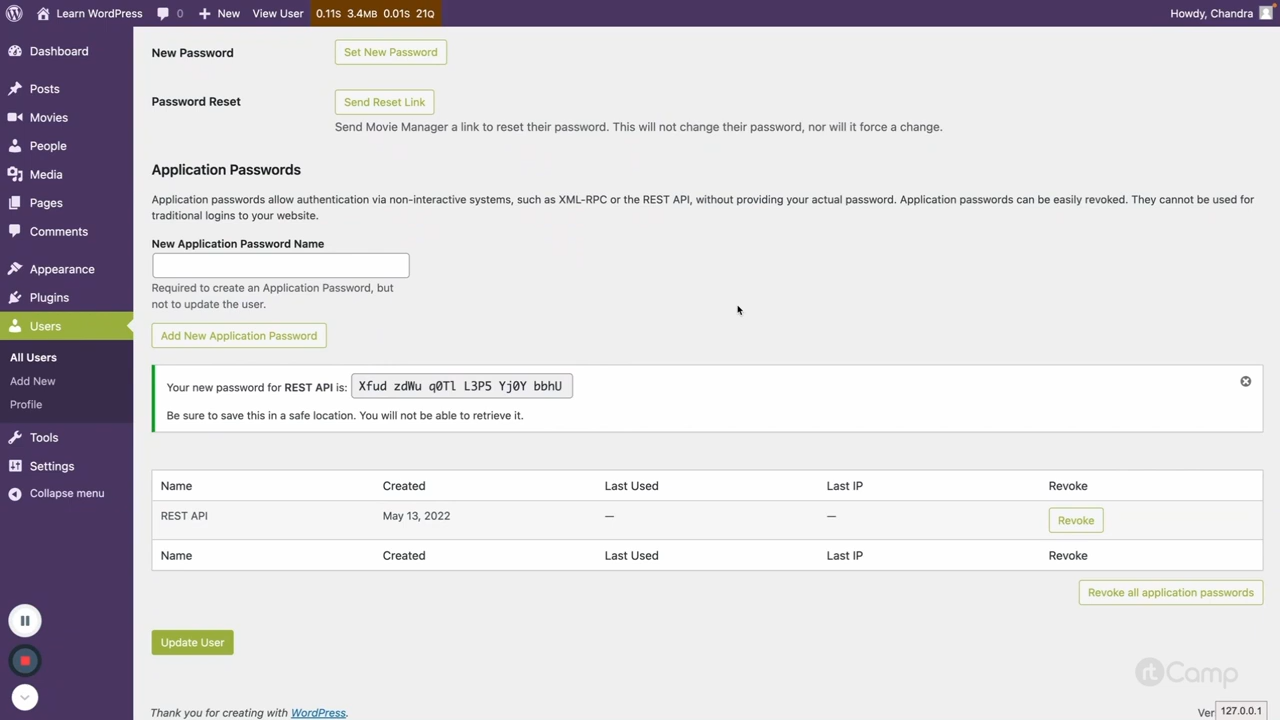 Learn WordPress 0 New View User 0.11S 3.4MB 0.01S 21Q Howdy, Chandra
Dashboard
Posts
Movies
People
Media
Pages
Comments
Appearance
Plugins
Users
All Users
Add New
Profile
Tools
Settings
Collapse menu
New Password Set New Password
Password Reset Send Reset Link
Send Movie Manager a link to reset their password. This will not change their password, nor will it force a change.
Application Passwords
Application passwords allow authentication via non-interactive systems, such as XML-RPC or the REST API, without providing your actual password. Application passwords can be easily revoked. They cannot be used for
traditional logins to your website.
New Application Password Name
Required to create an Application Password, but
not to update the user.
Add New Application Password
Your new password for REST API is: Xfud zdWu q0Tl L3P5 Yj0Y bbhU
Be sure to save this in a safe location. You will not be able to retrieve it.
Name Created Last Used Last IP Revoke
REST API May 13, 2022 — — Revoke
Name Created Last Used Last IP Revoke
Revoke all application passwords
Update User
rtCamp
Thank you for creating with WordPress.
Ver 127.0.0.1